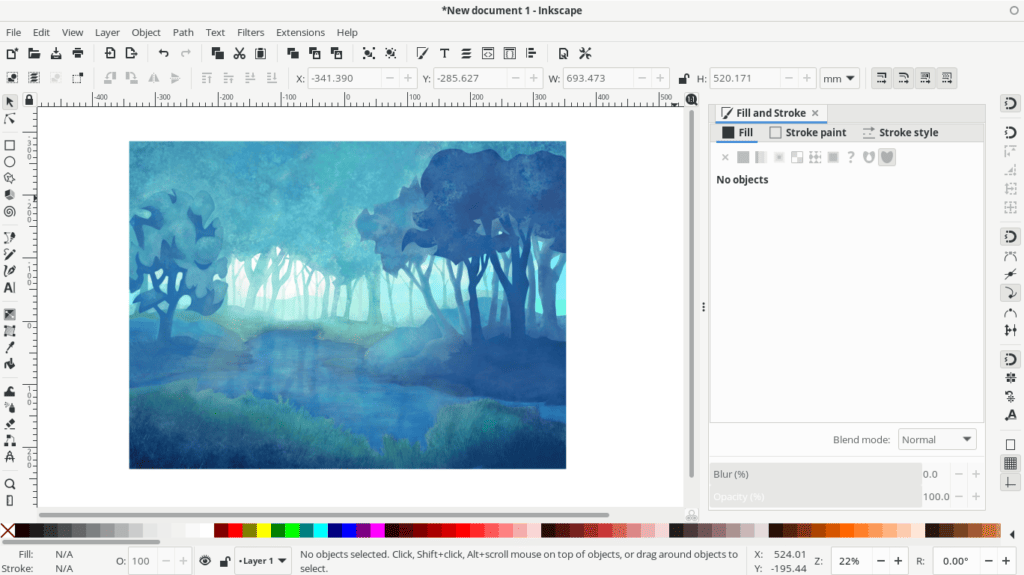 *New document 1 - Inkscape
File Edit View Layer Object Path Text Filters Extensions Help
X: -341.390 Y: -285.627 W: 693.473 H: 520.171 mm
-400 -300 -200 -100 0 100 200 300 400 500
Fill and Stroke
Fill Stroke paint Stroke style
No objects
Blend mode: Normal
Blur (%) 0.0
Opacity (%) 100.0
Fill: N/A
Stroke: N/A
O: 100
•Layer 1
No objects selected. Click, Shift+click, Alt+scroll mouse on top of objects, or drag around objects to
select.
X: 524.01
Y: -195.44
Z: 22%
R: 0.00°